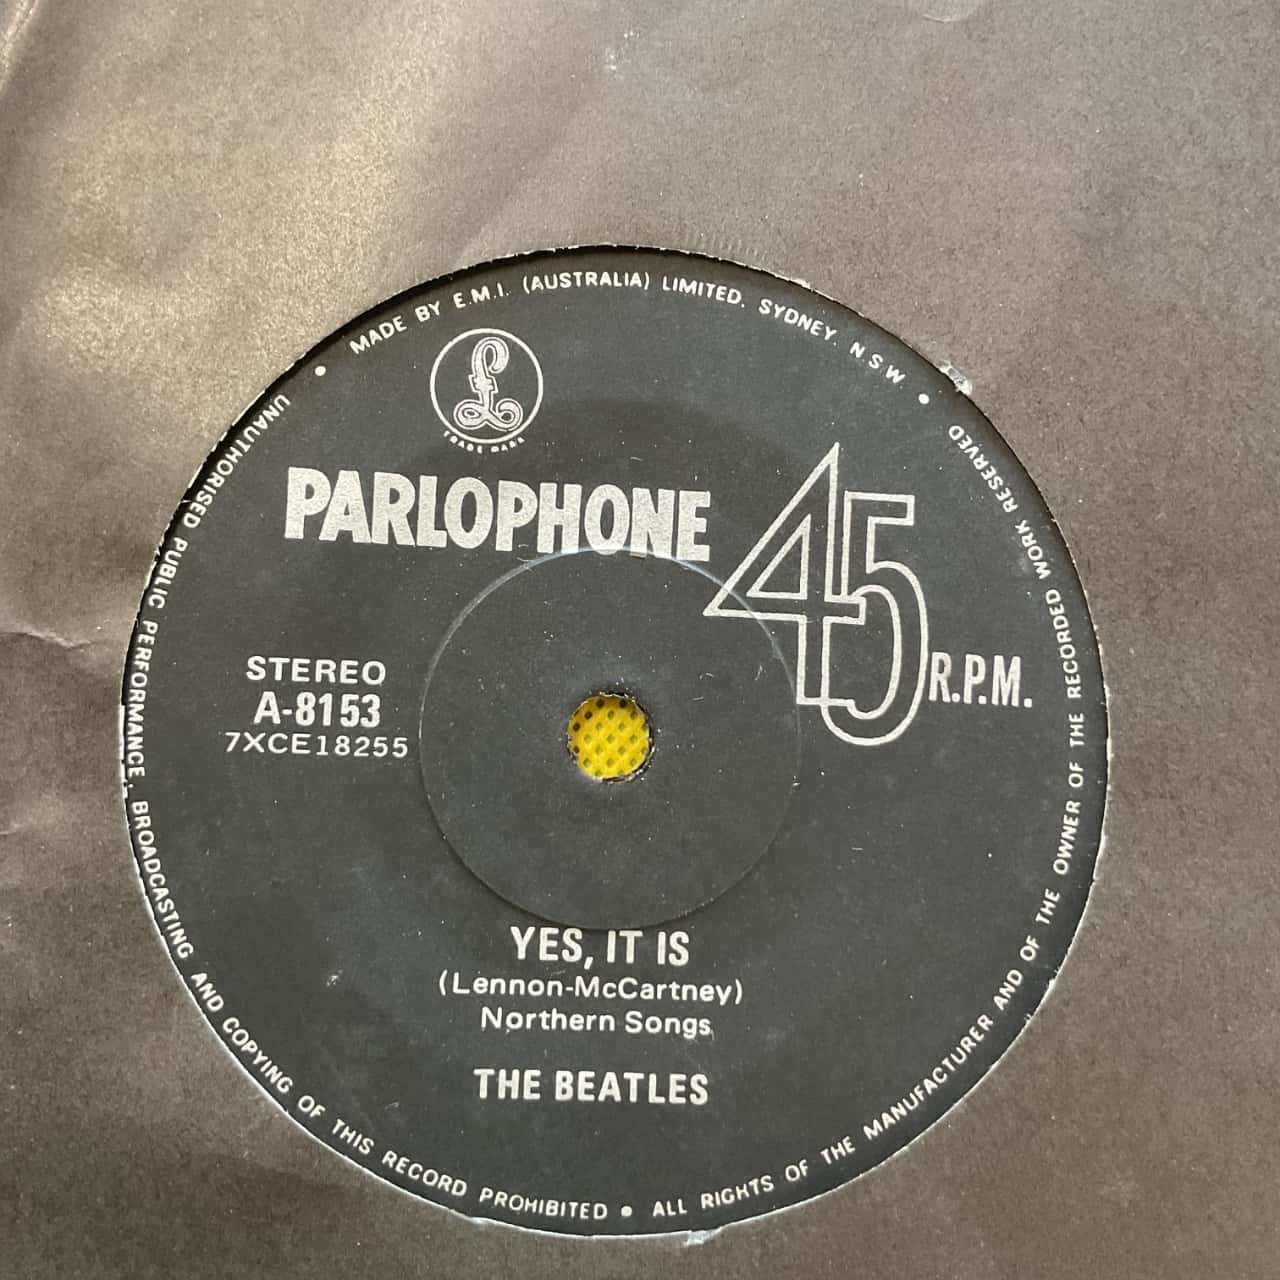 MADE BY E.M.I. (AUSTRALIA) LIMITED. SYDNEY N S W
TRADE MARK
PARLOPHONE
45 R.P.M.
STEREO
A-8153
7XCE18255
YES, IT IS
(Lennon-McCartney)
Northern Songs
THE BEATLES
UNAUTHORISED PUBLIC PERFORMANCE, BROADCASTING AND COPYING OF THIS RECORD PROHIBITED • ALL RIGHTS OF THE MANUFACTURER AND OF THE OWNER OF THE RECORDED WORK RESERVED